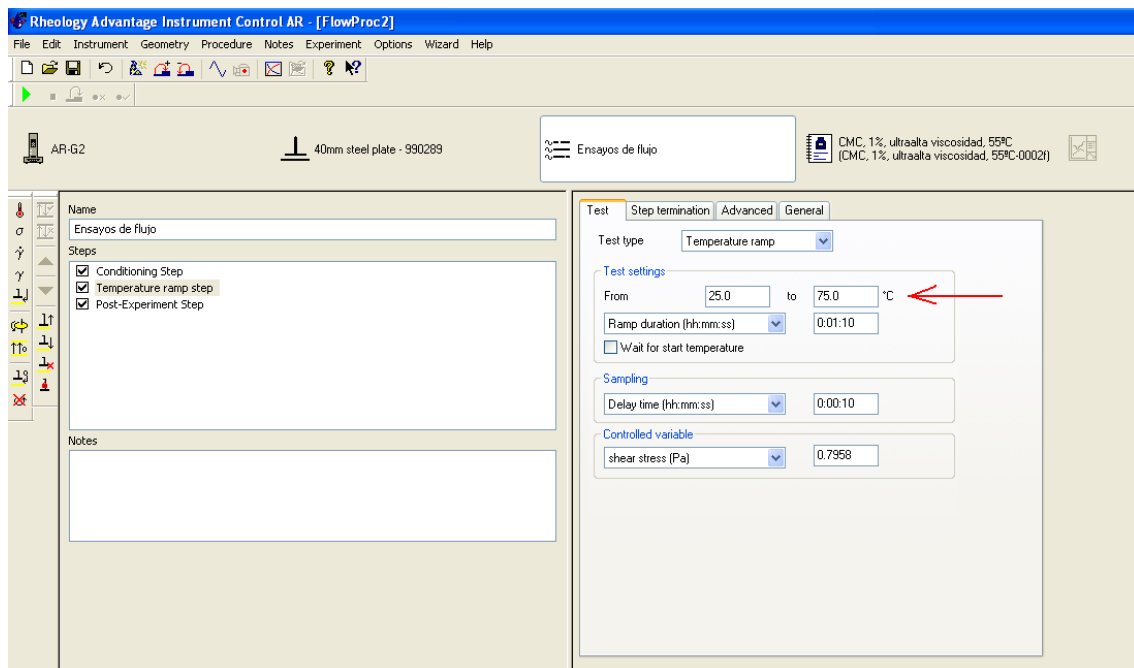 Rheology Advantage Instrument Control AR - [FlowProc2]
File Edit Instrument Geometry Procedure Notes Experiment Options Wizard Help
AR-G2
40mm steel plate - 990289
Ensayos de flujo
CMC, 1%, ultraalta viscosidad, 55ºC
(CMC, 1%, ultraalta viscosidad, 55ºC-0002f)
Name
Ensayos de flujo
Steps
Conditioning Step
Temperature ramp step
Post-Experiment Step
Notes
Test Step termination Advanced General
Test type Temperature ramp
Test settings
From 25.0 to 75.0 °C
Ramp duration (hh:mm:ss) 0:01:10
Wait for start temperature
Sampling
Delay time (hh:mm:ss) 0:00:10
Controlled variable
shear stress (Pa) 0.7958